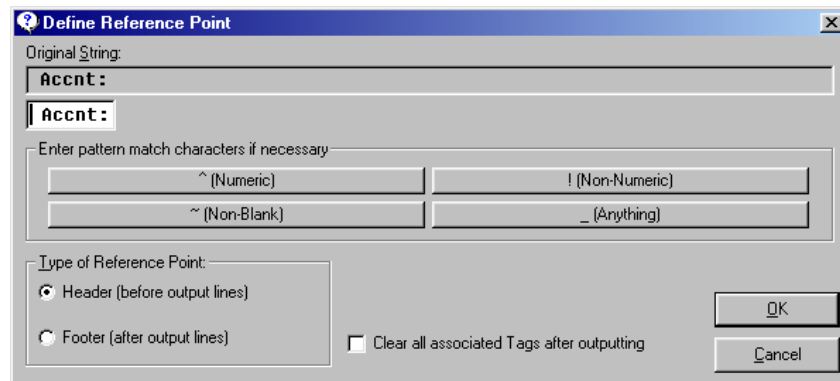 Define Reference Point
Original String:
Accnt:
Accnt:
Enter pattern match characters if necessary
^ (Numeric)
! (Non-Numeric)
~ (Non-Blank)
_ (Anything)
Type of Reference Point:
Header (before output lines)
Footer (after output lines)
Clear all associated Tags after outputting
OK
Cancel